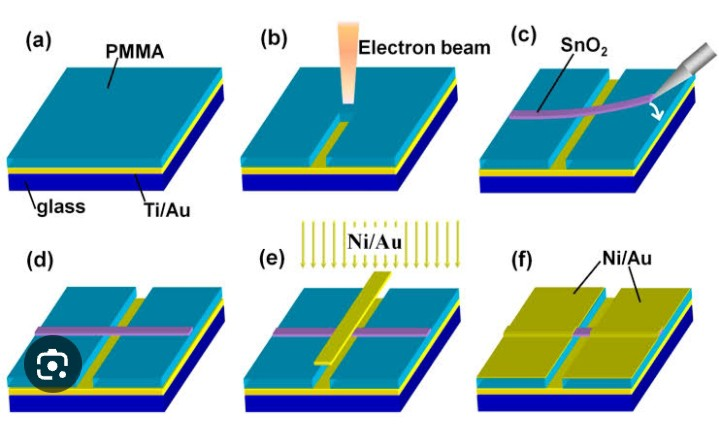 (a)
PMMA
glass
Ti/Au
(b)
Electron beam
(c)
SnO₂
(d)
(e)
Ni/Au
(f)
Ni/Au